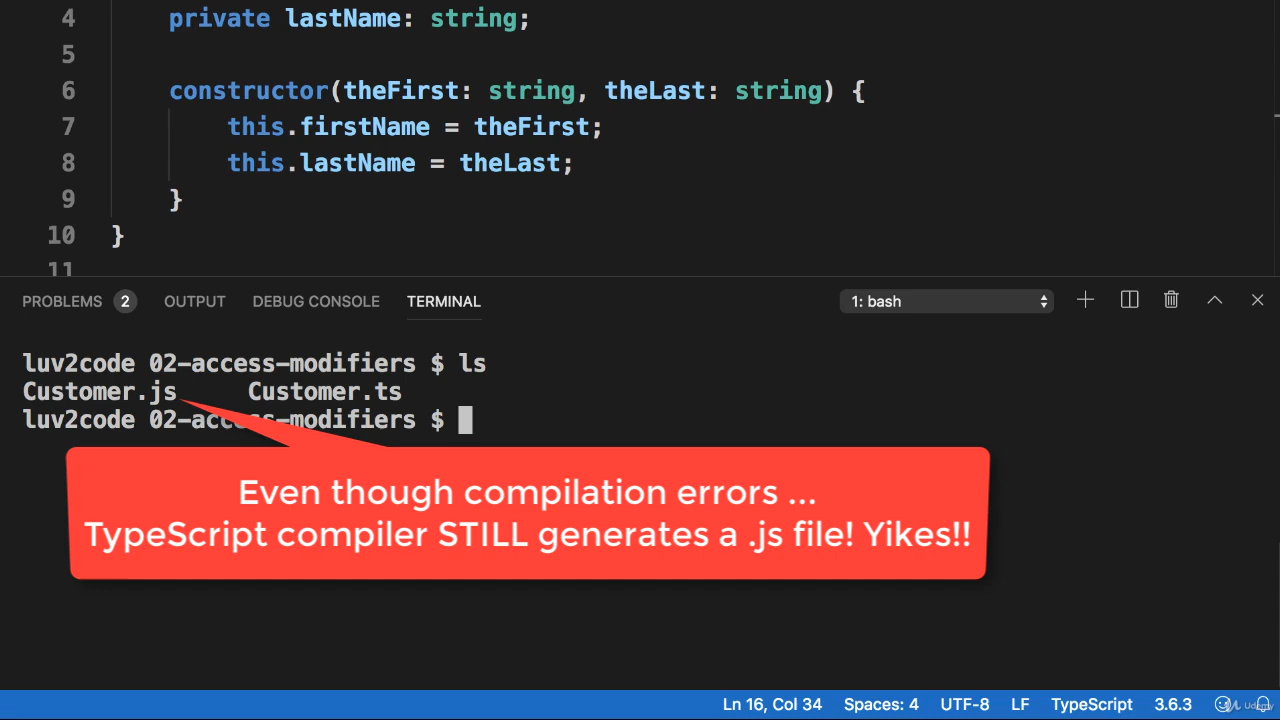 4 private lastName: string;
5
6 constructor(theFirst: string, theLast: string) {
7 this.firstName = theFirst;
8 this.lastName = theLast;
9 }
10 }
11
PROBLEMS 2 OUTPUT DEBUG CONSOLE TERMINAL 1: bash
luv2code 02-access-modifiers $ ls
Customer.js Customer.ts
luv2code 02-access-modifiers $
Even though compilation errors ...
TypeScript compiler STILL generates a .js file! Yikes!!
Ln 16, Col 34 Spaces: 4 UTF-8 LF TypeScript 3.6.3 Udemy